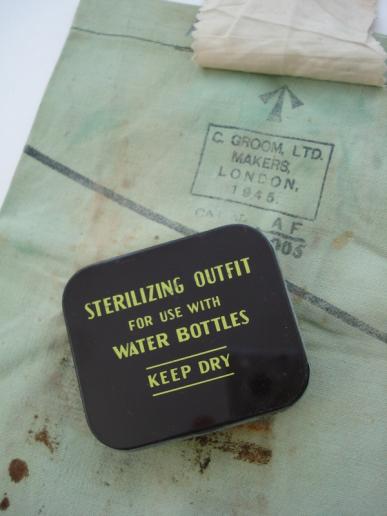 C. GROOM, LTD.
MAKERS,
LONDON,
1945.
A F
STERILIZING OUTFIT
FOR USE WITH
WATER BOTTLES
KEEP DRY